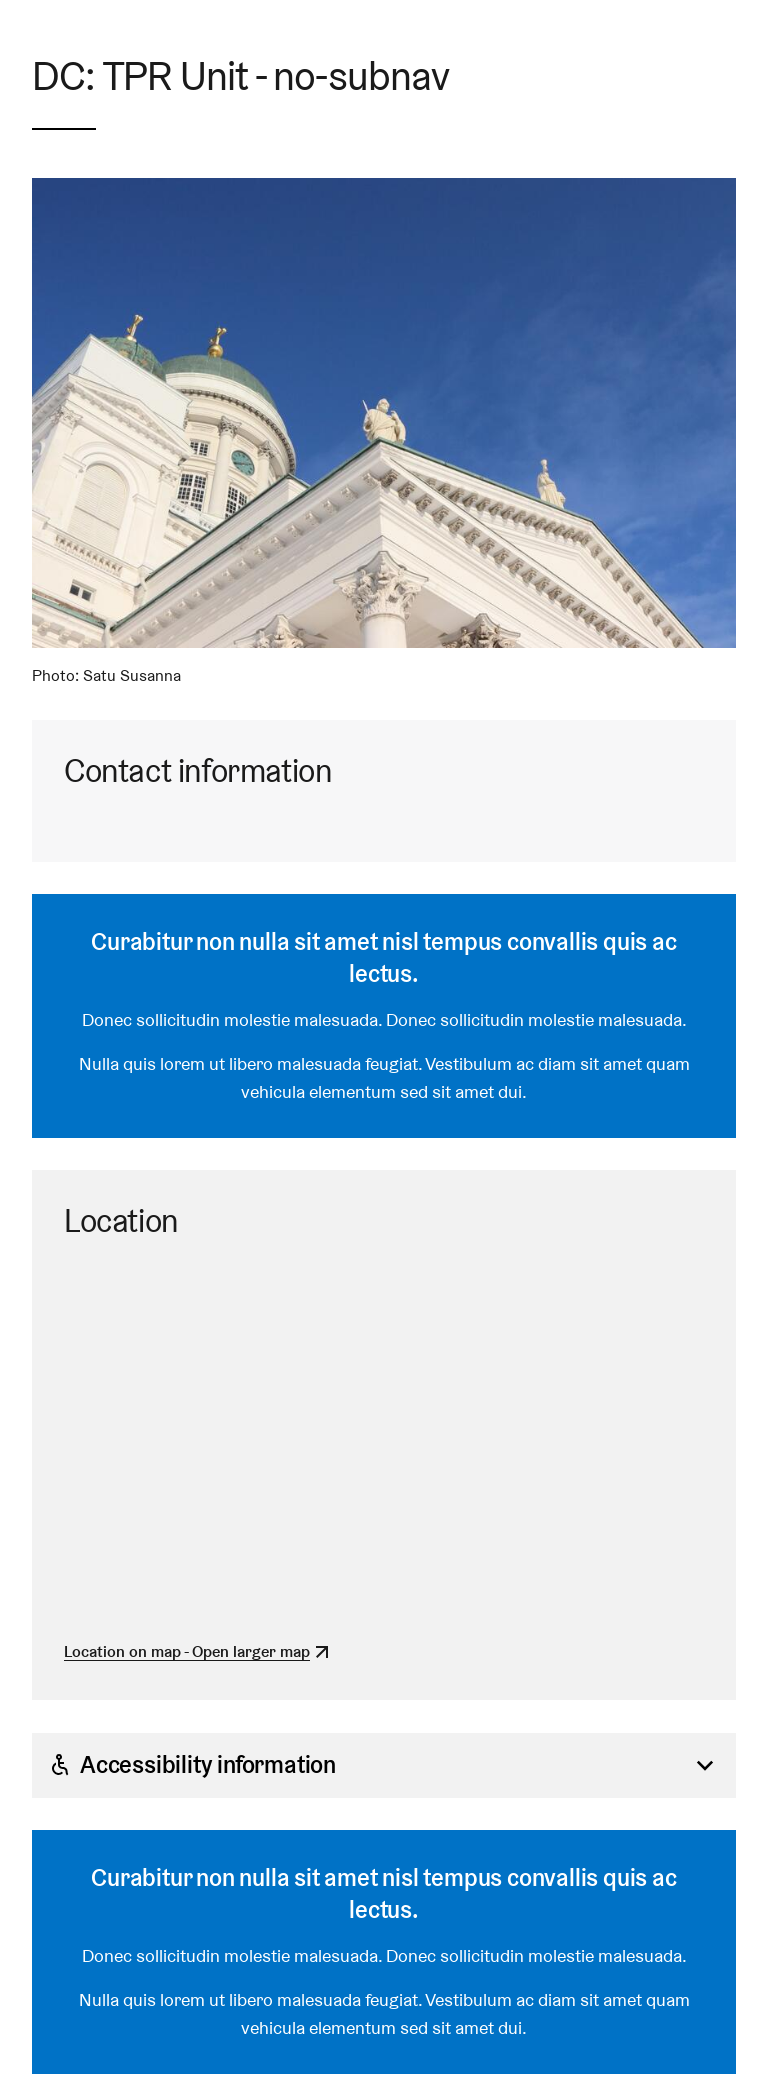 DC: TPR Unit - no-subnav
Photo: Satu Susanna
Contact information
Curabitur non nulla sit amet nisl tempus convallis quis ac
lectus.
Donec sollicitudin molestie malesuada. Donec sollicitudin molestie malesuada.
Nulla quis lorem ut libero malesuada feugiat. Vestibulum ac diam sit amet quam
vehicula elementum sed sit amet dui.
Location
Location on map - Open larger map
Accessibility information
Curabitur non nulla sit amet nisl tempus convallis quis ac
lectus.
Donec sollicitudin molestie malesuada. Donec sollicitudin molestie malesuada.
Nulla quis lorem ut libero malesuada feugiat. Vestibulum ac diam sit amet quam
vehicula elementum sed sit amet dui.